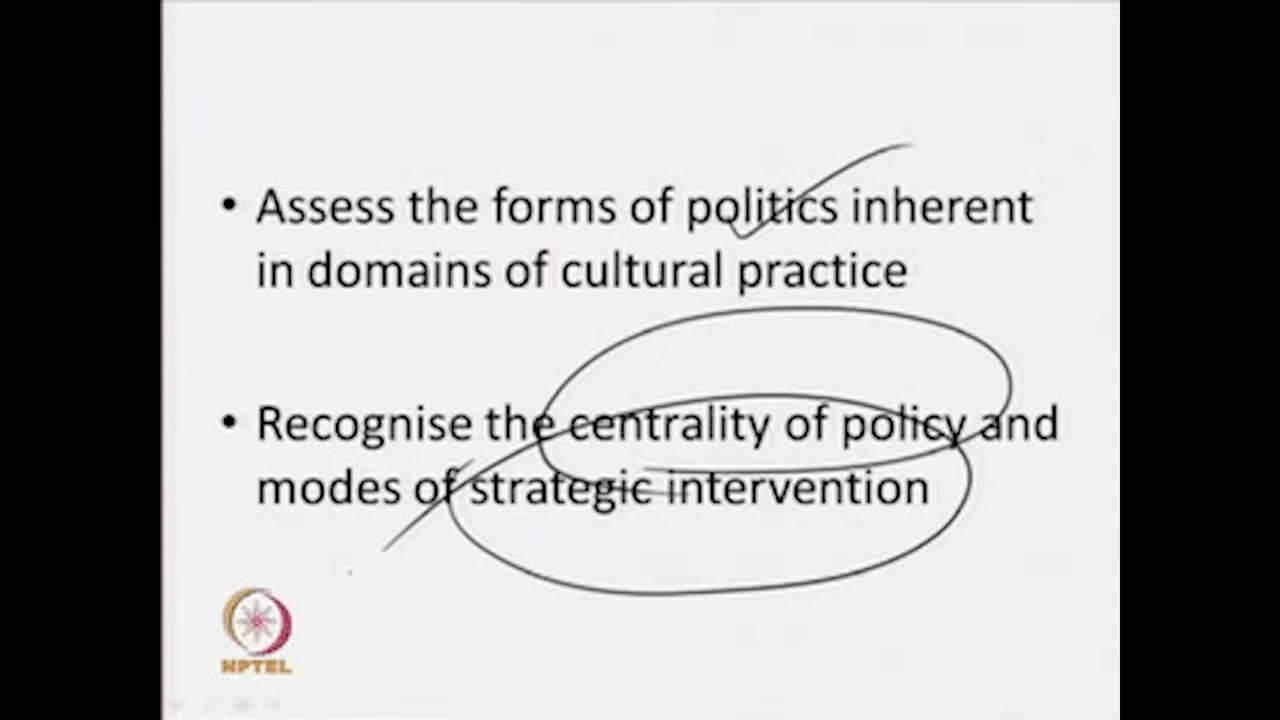 • Assess the forms of politics inherent
in domains of cultural practice
• Recognise the centrality of policy and
modes of strategic intervention
NPTEL